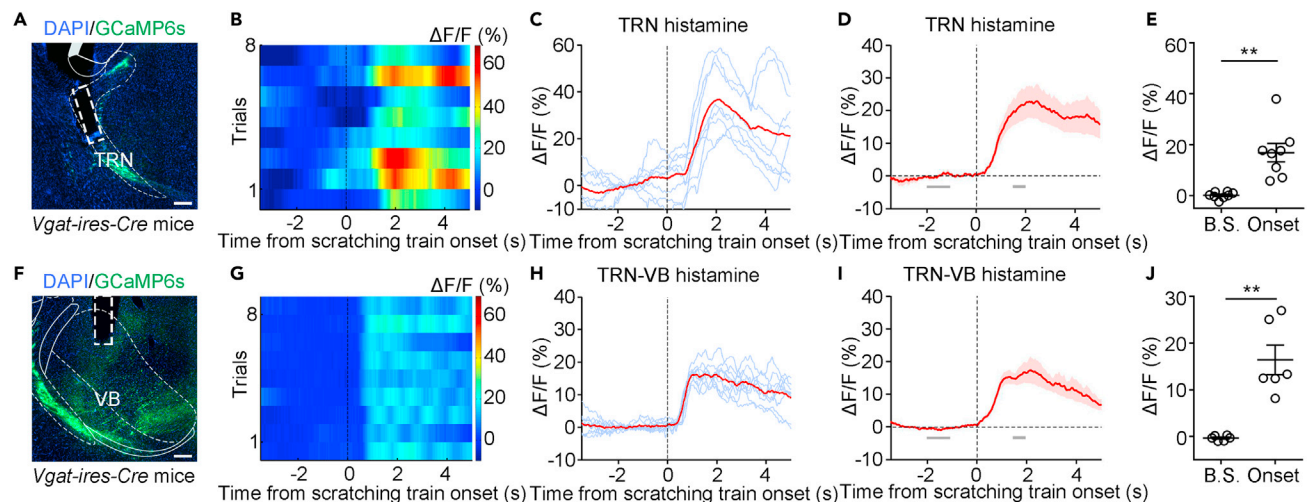 A
DAPI/GCaMP6s
TRN
Vgat-ires-Cre mice
B
ΔF/F (%)
8
Trials
1
60
40
20
0
0
2
4
Time from scratching train onset (s)
C
TRN histamine
ΔF/F (%)
60
40
20
0
-10
0
2
4
Time from scratching train onset (s)
D
TRN histamine
ΔF/F (%)
40
30
20
10
0
-10
-2
0
2
4
Time from scratching train onset (s)
E
**
ΔF/F (%)
60
40
20
0
B.S.
Onset
F
DAPI/GCaMP6s
VB
Vgat-ires-Cre mice
G
ΔF/F (%)
8
Trials
1
60
40
20
0
0
2
4
Time from scratching train onset (s)
H
TRN-VB histamine
ΔF/F (%)
40
30
20
10
0
-10
0
2
4
Time from scratching train onset (s)
I
TRN-VB histamine
ΔF/F (%)
40
30
20
10
0
-10
-2
0
2
4
Time from scratching train onset (s)
J
**
ΔF/F (%)
30
20
10
0
B.S.
Onset